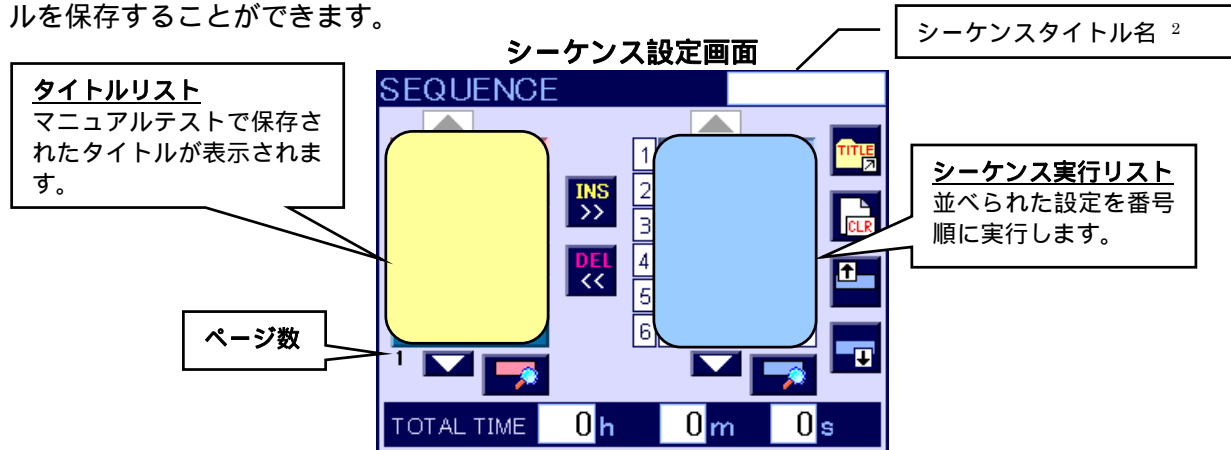 ルを保存することができます。
シーケンスタイトル名 2
シーケンス設定画面
タイトルリスト
マニュアルテストで保存さ
れたタイトルが表示されま
す。
SEQUENCE
TITLE
1
2
3
4
5
6
INS
>>
DEL
<<
CLR
シーケンス実行リスト
並べられた設定を番号
順に実行します。
ページ数
1
TOTAL TIME 0 h 0 m 0 s